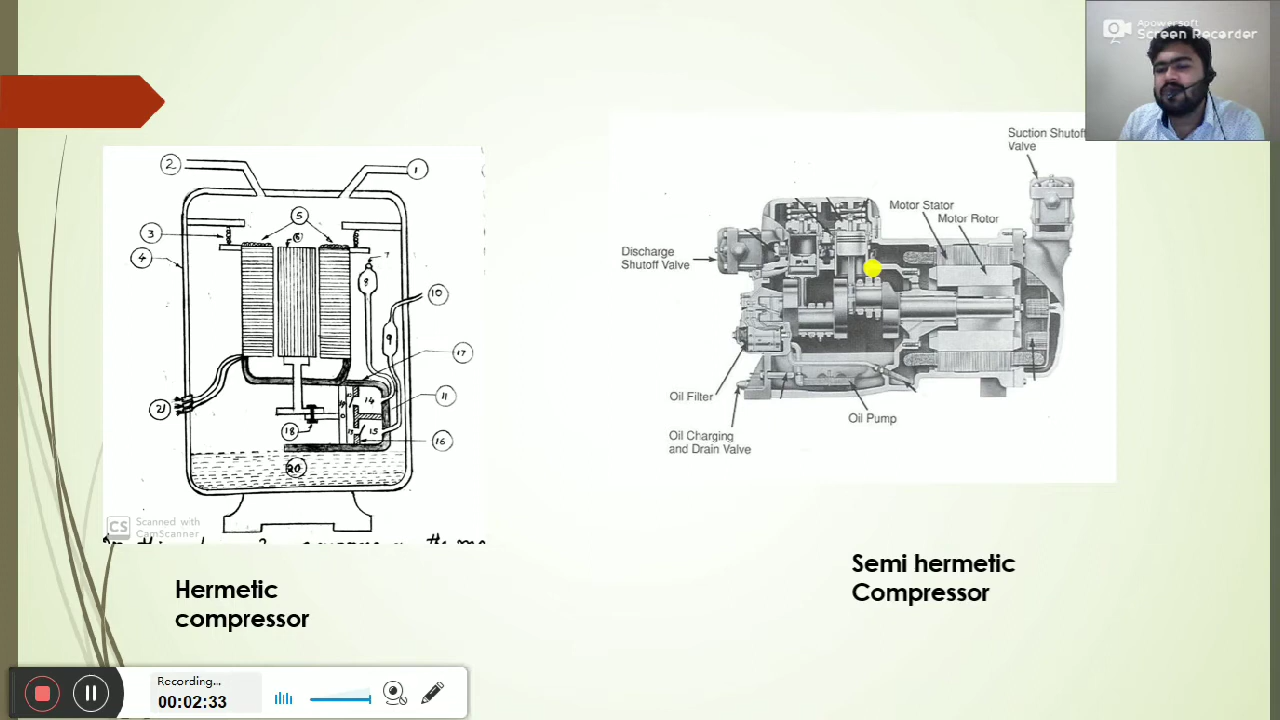 Apowersoft
Screen Recorder
Suction Shutoff
Valve
Motor Stator
Motor Rotor
Discharge
Shutoff Valve
Oil Filter
Oil Pump
Oil Charging
and Drain Valve
2
1
5
3
6
4
7
8
10
9
17
14
11
21
18
15
16
20
CS
Scanned with
CamScanner
Hermetic
compressor
Semi hermetic
Compressor
Recording...
00:02:33